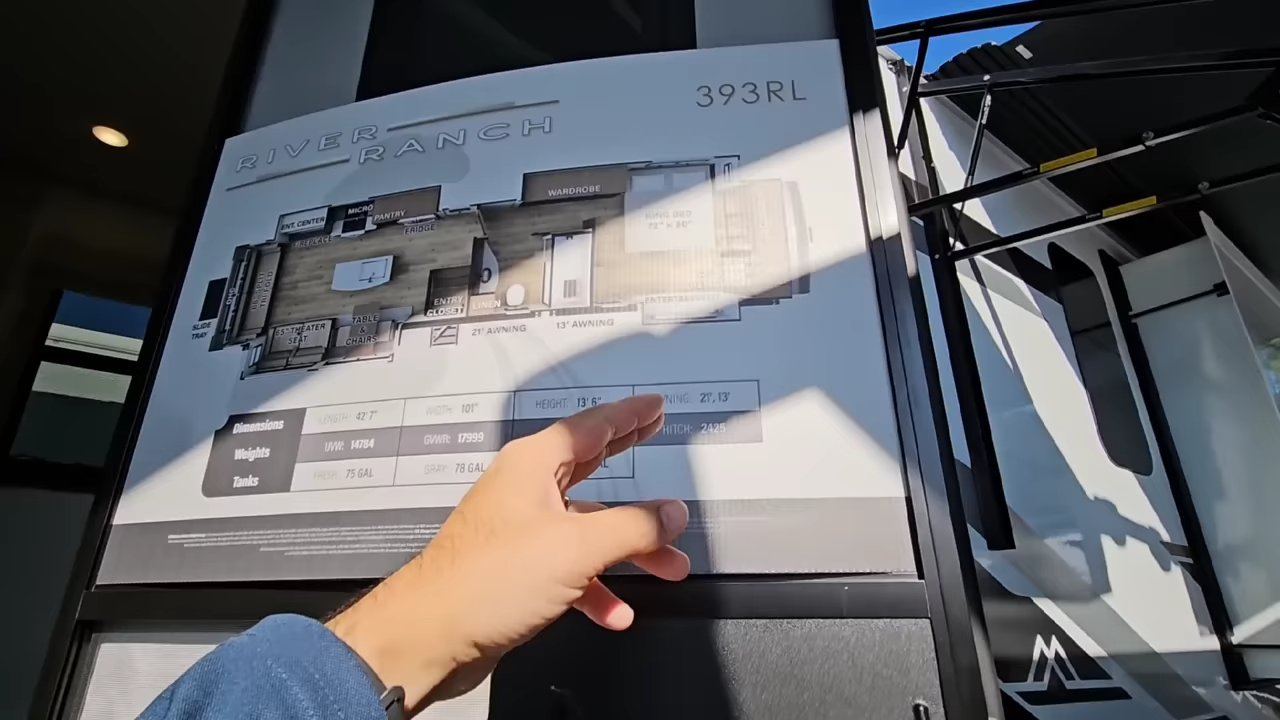 393RL
RIVER
RANCH
WARDROBE
MICRO
PANTRY
ENT. CENTER
FRIDGE
FIREPLACE
KING BED
72" x 80"
ENTRY
CLOSET
LINEN
SLIDE
TRAY
65" THEATER
SEAT
TABLE
&
CHAIRS
21' AWNING
13' AWNING
Dimensions
LENGTH: 42' 7"
WIDTH: 101"
HEIGHT: 13' 6"
21', 13'
Weights
UVW: 14784
GVWR: 17999
HITCH: 2425
Tanks
FRESH: 75 GAL
GRAY: 78 GAL